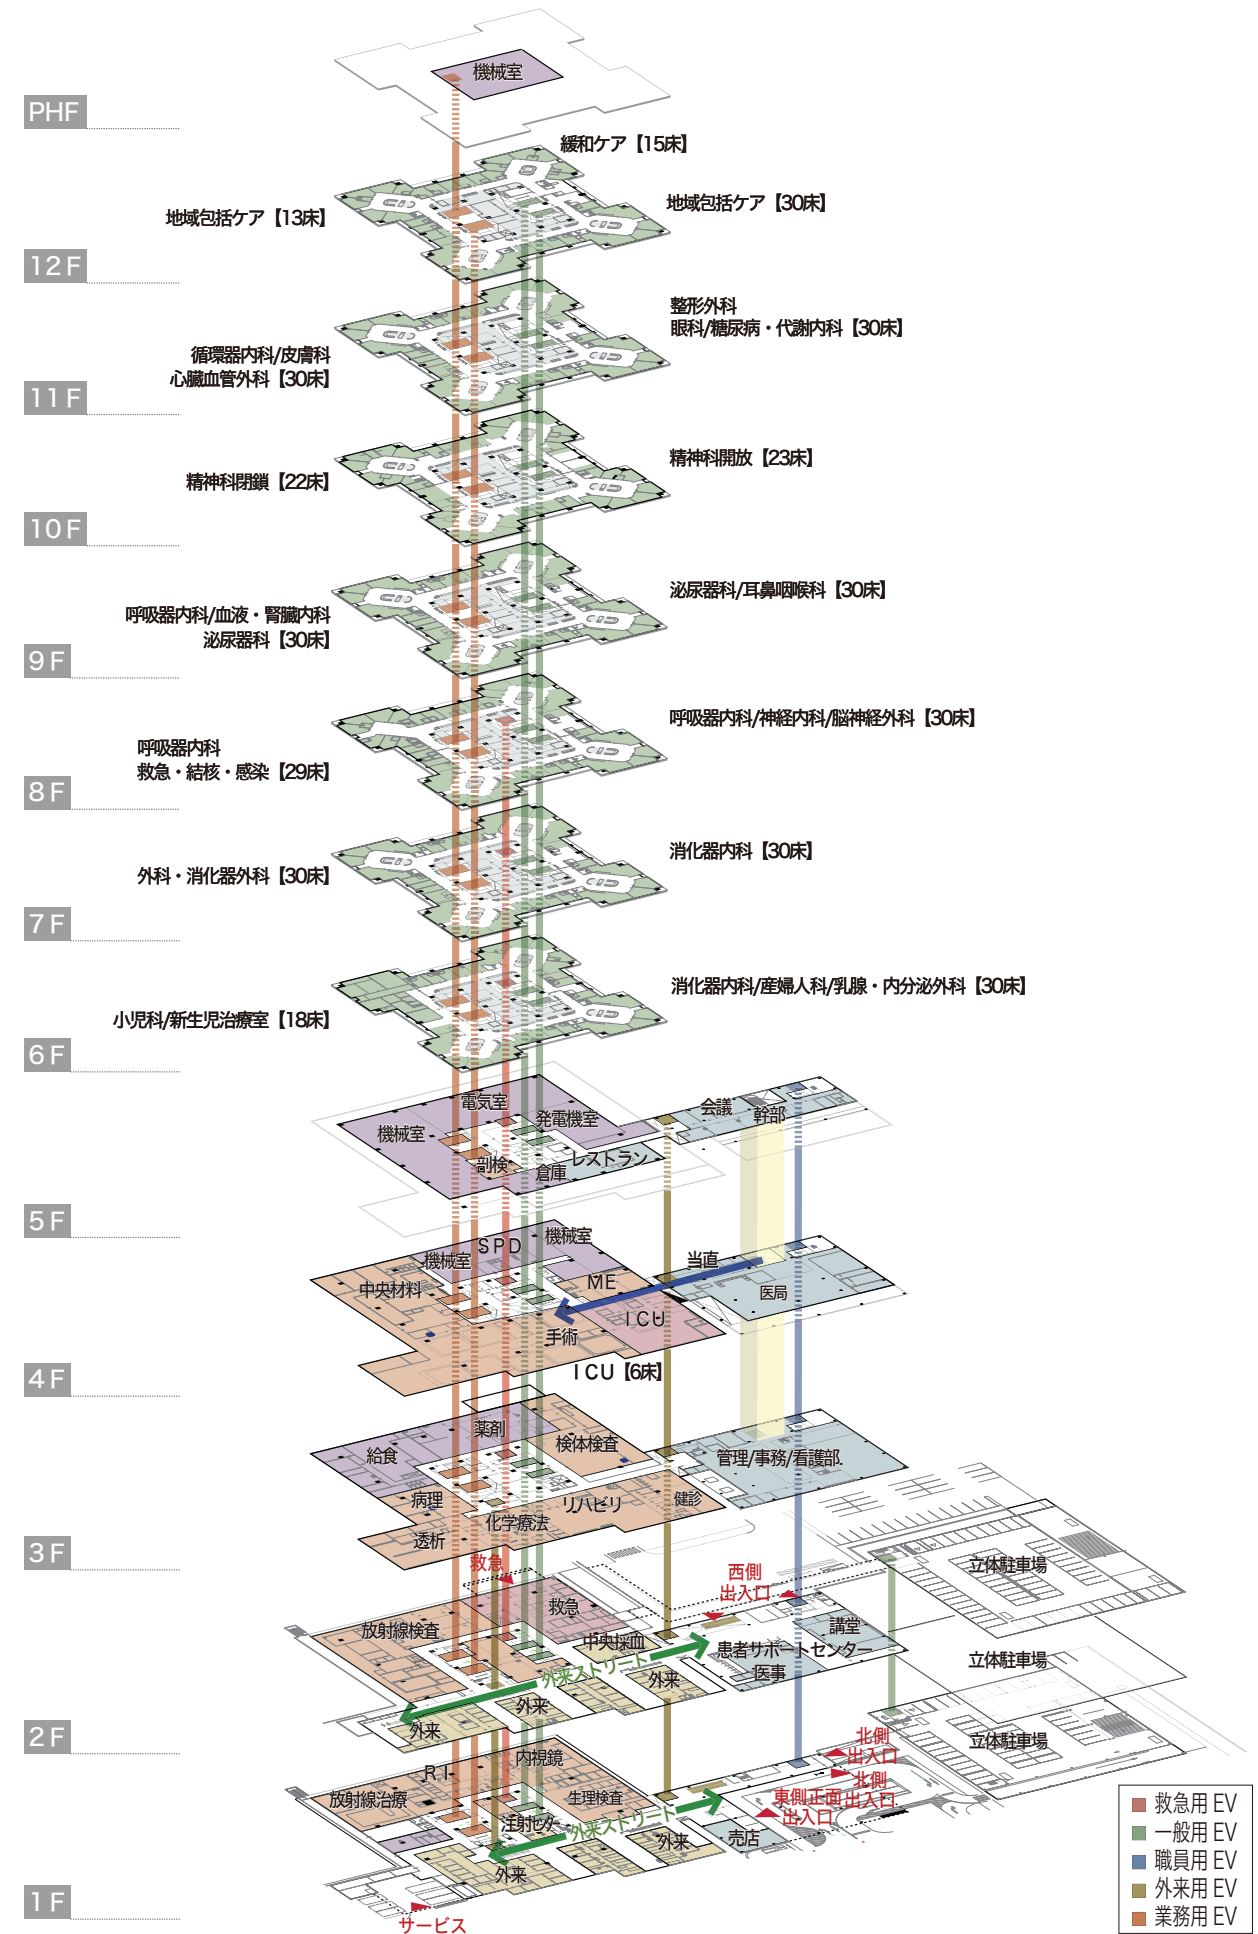 機械室
PHF
緩和ケア【15床】
地域包括ケア【13床】
地域包括ケア【30床】
12F
整形外科
眼科/糖尿病・代謝内科【30床】
循環器内科/皮膚科
心臓血管外科【30床】
11F
精神科開放【23床】
精神科閉鎖【22床】
10F
泌尿器科/耳鼻咽喉科【30床】
呼吸器内科/血液・腎臓内科
泌尿器科【30床】
9F
呼吸器内科/神経内科/脳神経外科【30床】
呼吸器内科
救急・結核・感染【29床】
8F
消化器内科【30床】
外科・消化器外科【30床】
7F
消化器内科/産婦人科/乳腺・内分泌外科【30床】
小児科/新生児治療室【18床】
6F
電気室
発電機室
機械室
剖検
倉庫
レストラン
会議
幹部
5F
SPD
機械室
機械室
中央材料
ME
ICU
手術
当直
医局
ICU【6床】
4F
薬剤
給食
検体検査
病理
リハビリ
健診
化学療法
透析
管理/事務/看護部
3F
救急
救急
放射線検査
中央採血
外来ストリート
外来
外来
外来
西側
出入口
講堂
患者サポートセンター
医事
立体駐車場
立体駐車場
立体駐車場
2F
内視鏡
RI
放射線治療
生理検査
注射センター
外来ストリート
外来
外来
売店
北側
出入口
北側
出入口
東側正面
出入口
サービス
1F
救急用 EV
一般用 EV
職員用 EV
外来用 EV
業務用 EV